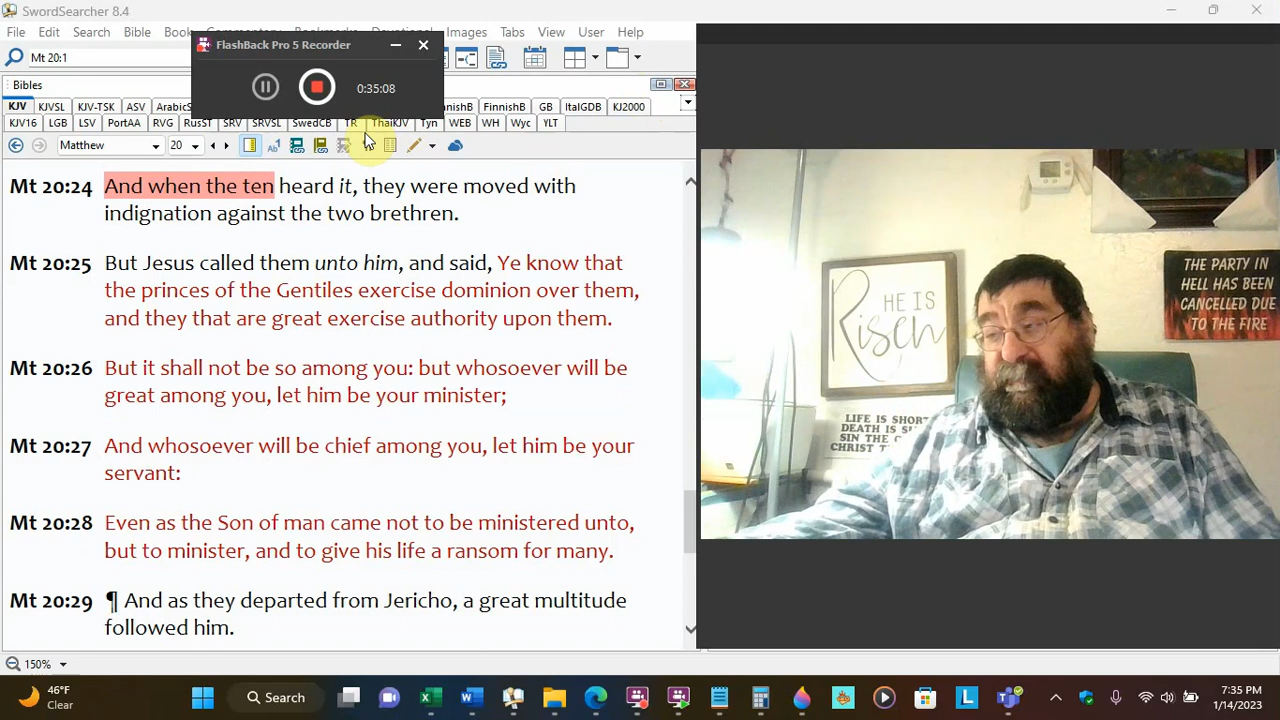 SwordSearcher 8.4
File Edit Search Bible Book Commentary Devotional Images Tabs View User Help
FlashBack Pro 5 Recorder
Mt 20:1
0:35:08
Bibles
KJV KJVSL KJV-TSK ASV ArabicS nishB FinnishB GB ItalGDB KJ2000
KJV16 LGB LSV PortAA RVG RusST SRV SRVSL SwedCB TR ThaiKJV Tyn WEB WH Wyc YLT
Matthew 20
Mt 20:24 And when the ten heard it, they were moved with
indignation against the two brethren.
Mt 20:25 But Jesus called them unto him, and said, Ye know that
the princes of the Gentiles exercise dominion over them,
and they that are great exercise authority upon them.
Mt 20:26 But it shall not be so among you: but whosoever will be
great among you, let him be your minister;
Mt 20:27 And whosoever will be chief among you, let him be your
servant:
Mt 20:28 Even as the Son of man came not to be ministered unto,
but to minister, and to give his life a ransom for many.
Mt 20:29 ¶ And as they departed from Jericho, a great multitude
followed him.
HE IS
Risen
LIFE IS SHOR
DEATH IS
SIN THE
CHRIST
THE PARTY IN
HELL HAS BEEN
CANCELLED DUE
TO THE FIRE
150%
46°F
Clear
Search
7:35 PM
1/14/2023